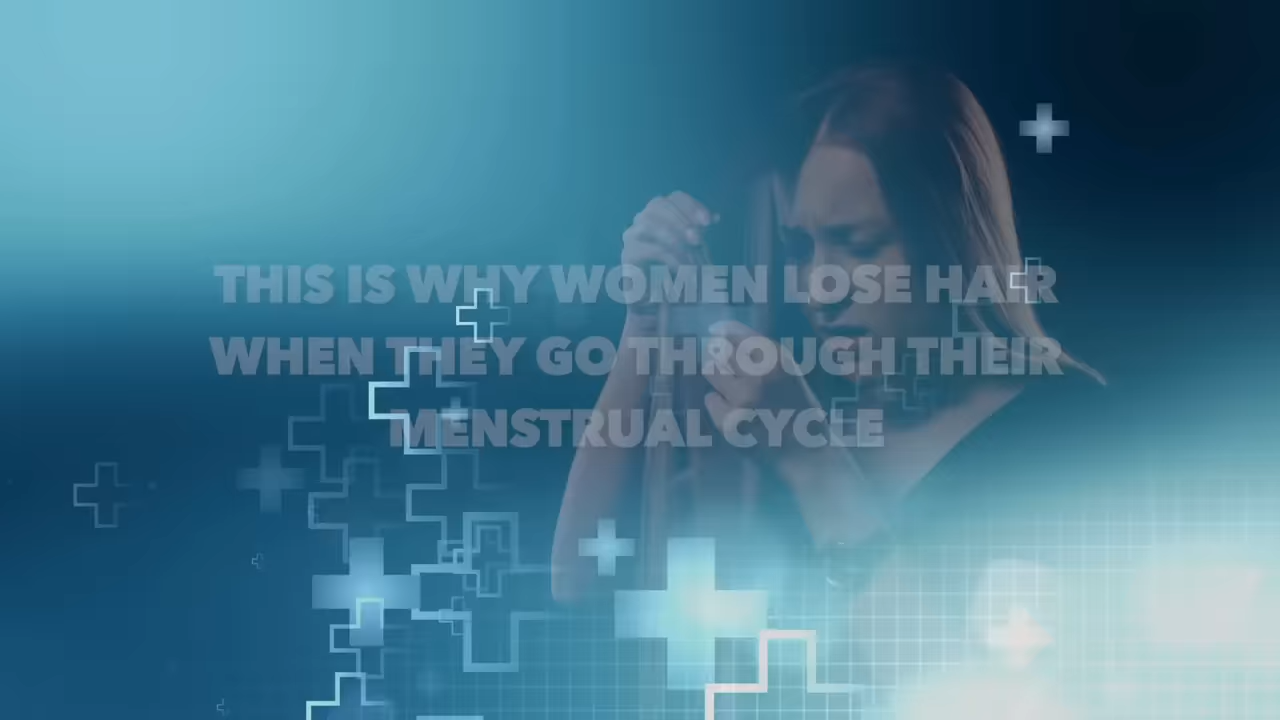 THIS IS WHY WOMEN LOSE HAIR
WHEN THEY GO THROUGH THEIR
MENSTRUAL CYCLE